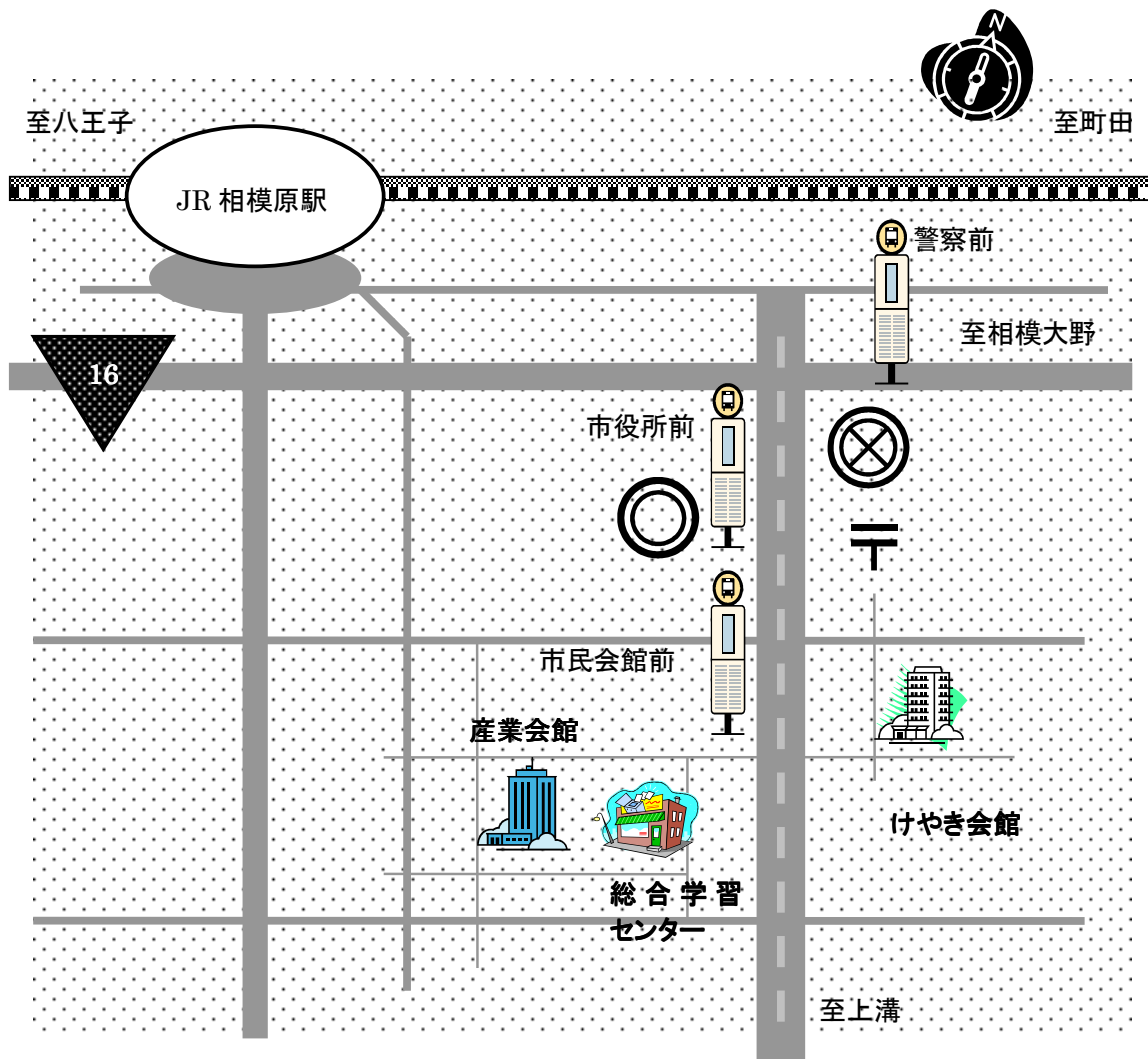 N
至八王子
至町田
JR 相模原駅
警察前
至相模大野
16
市役所前
市民会館前
産業会館
けやき会館
総合学習
センター
至上溝